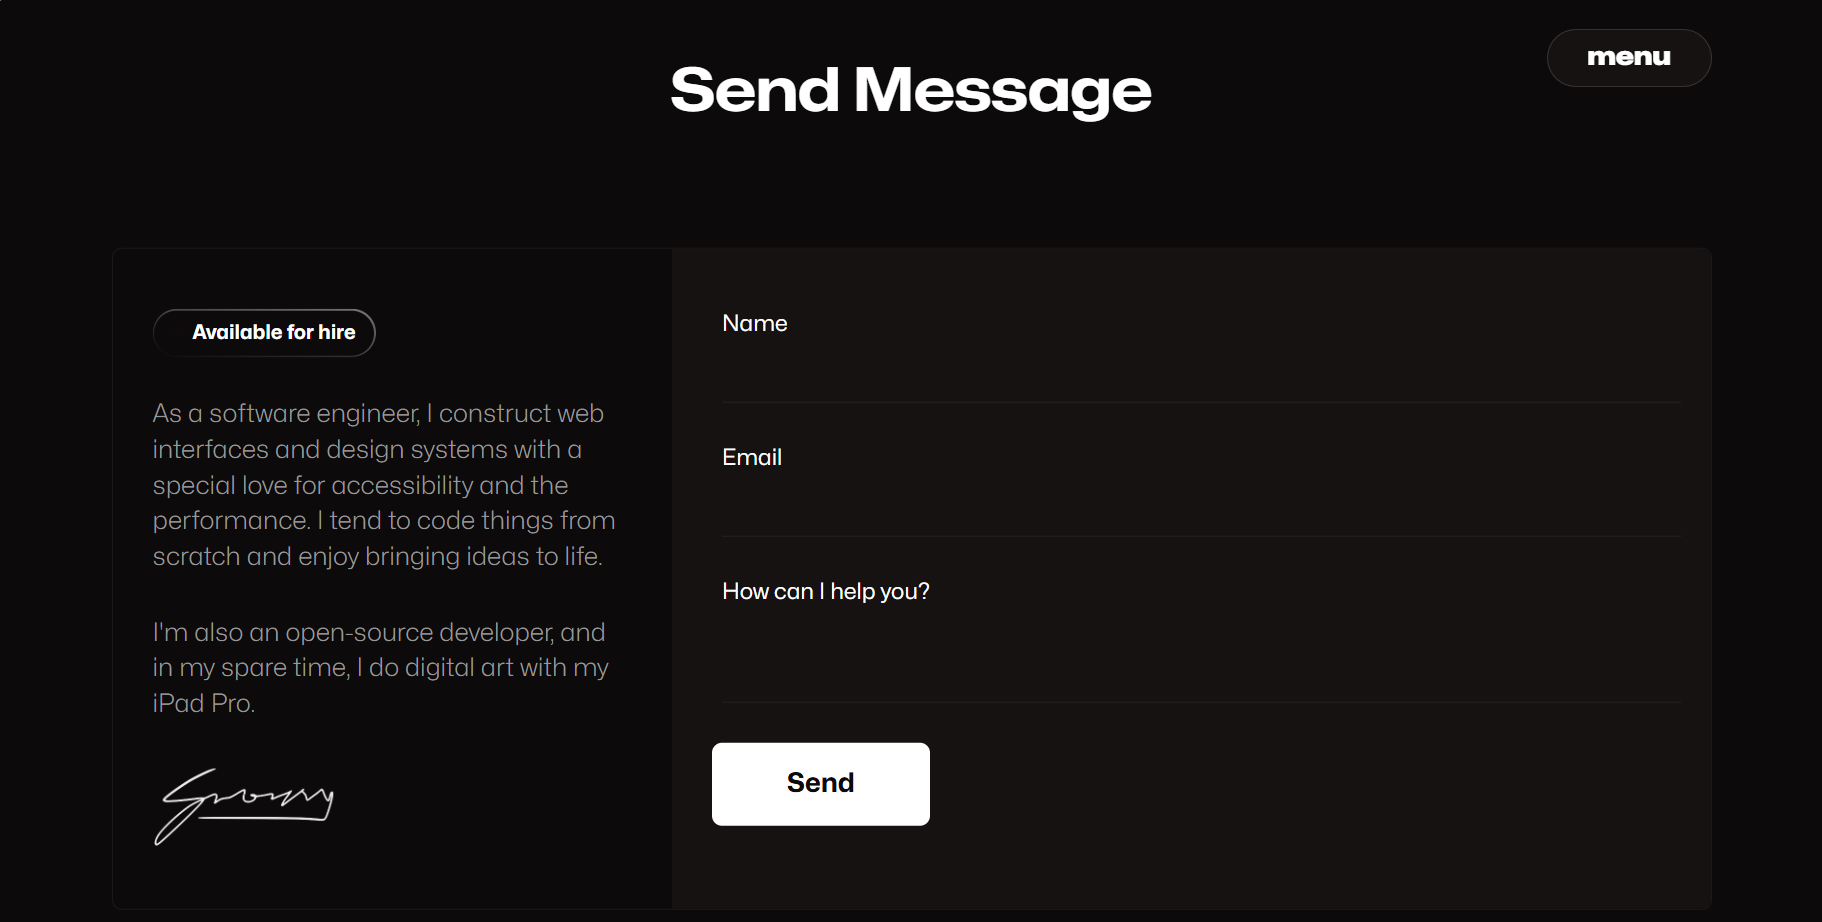 menu
Send Message
Available for hire
As a software engineer, I construct web
interfaces and design systems with a
special love for accessibility and the
performance. I tend to code things from
scratch and enjoy bringing ideas to life.
I'm also an open-source developer, and
in my spare time, I do digital art with my
iPad Pro.
Name
Email
How can I help you?
Send